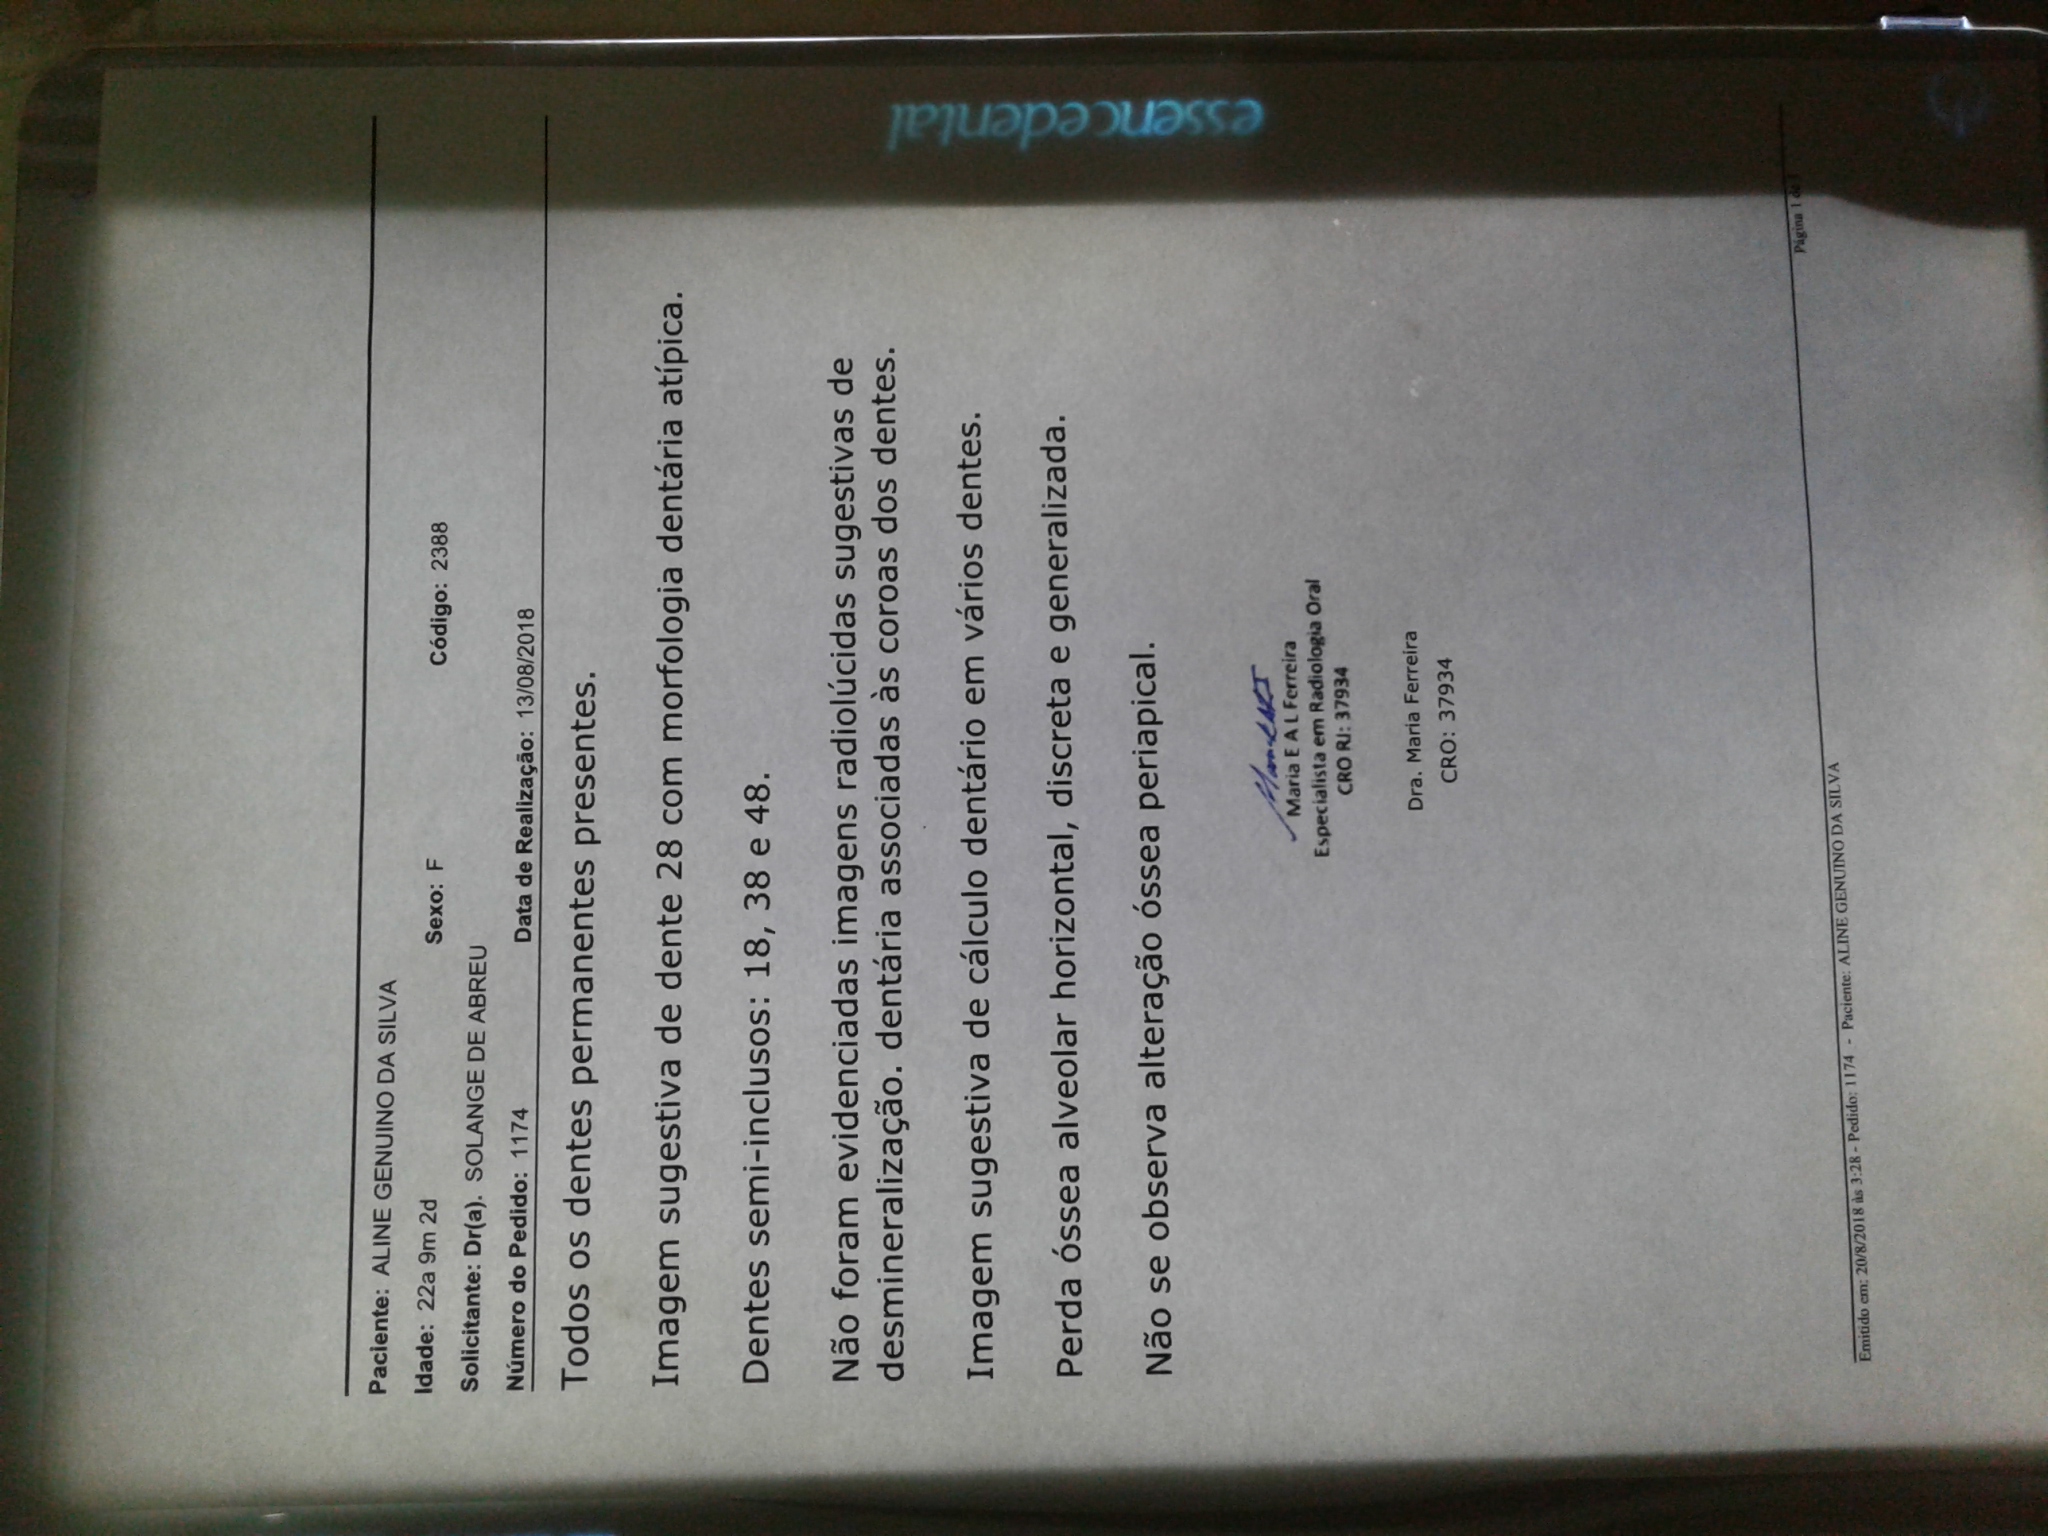 essencedental
Paciente: ALINE GENUINO DA SILVA
Idade: 22a 9m 2d Sexo: F Código: 2388
Solicitante: Dr(a). SOLANGE DE ABREU
Número do Pedido: 1174 Data de Realização: 13/08/2018
Todos os dentes permanentes presentes.
Imagem sugestiva de dente 28 com morfologia dentária atípica.
Dentes semi-inclusos: 18, 38 e 48.
Não foram evidenciadas imagens radiolúcidas sugestivas de
desmineralização. dentária associadas às coroas dos dentes.
Imagem sugestiva de cálculo dentário em vários dentes.
Perda óssea alveolar horizontal, discreta e generalizada.
Não se observa alteração óssea periapical.
Maria E A L Ferreira
Especialista em Radiologia Oral
CRO RJ: 37934
Dra. Maria Ferreira
CRO: 37934
Página 1 de
Emitido em: 20/8/2018 às 3:28 - Pedido: 1174 - Paciente: ALINE GENUINO DA SILVA